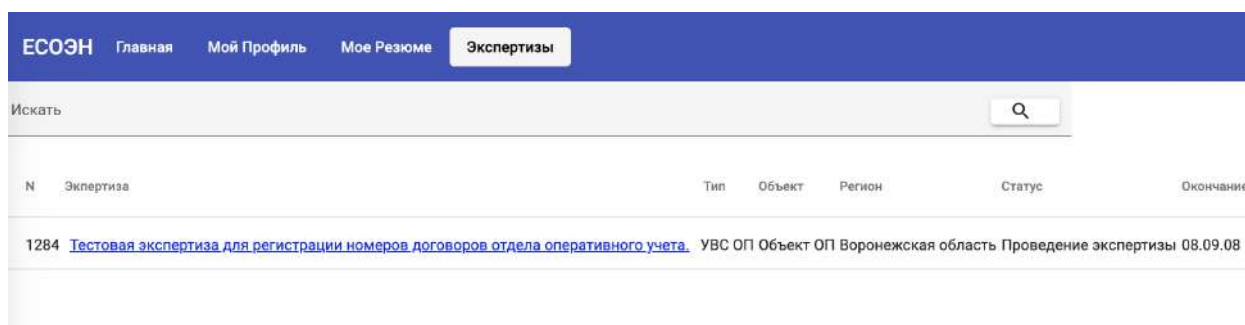 ЕСОЭН Главная Мой Профиль Мое Резюме Экспертизы
Искать
N Экпертиза Тип Объект Регион Статус Окончание
1284 Тестовая экспертиза для регистрации номеров договоров отдела оперативного учета. УВС ОП Объект ОП Воронежская область Проведение экспертизы 08.09.08